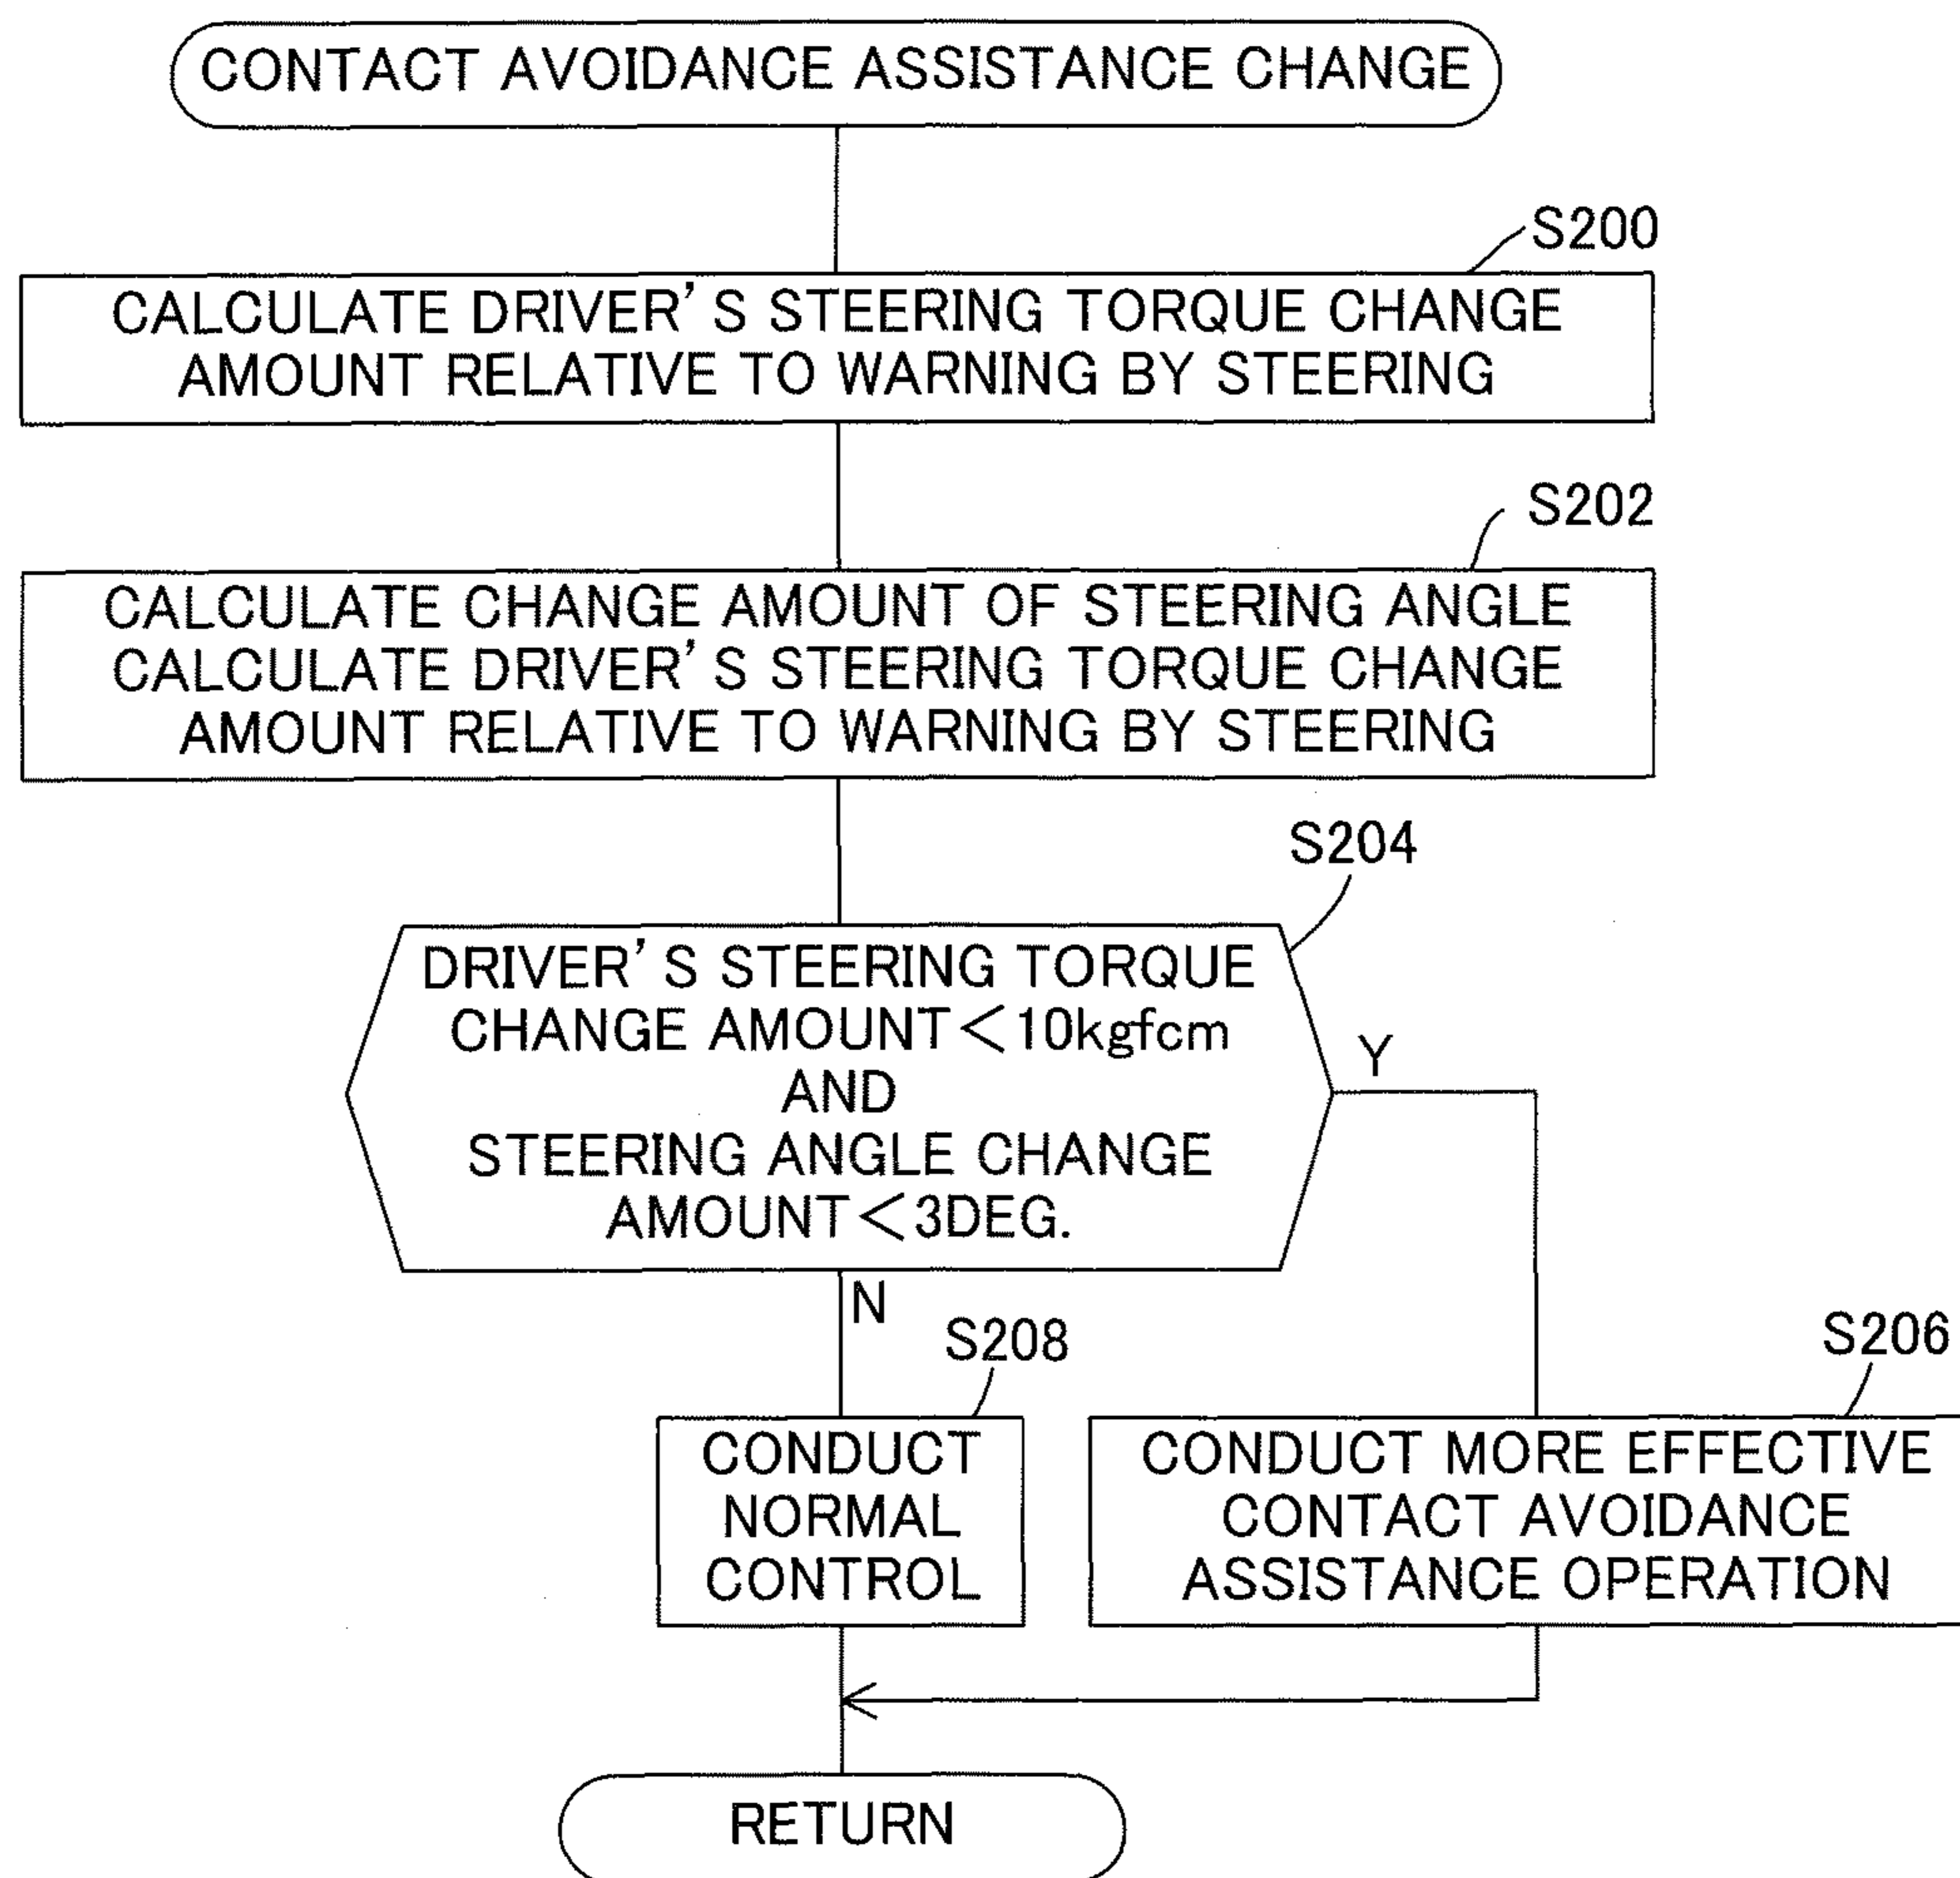 CONTACT AVOIDANCE ASSISTANCE CHANGE
S200
CALCULATE DRIVER'S STEERING TORQUE CHANGE
AMOUNT RELATIVE TO WARNING BY STEERING
S202
CALCULATE CHANGE AMOUNT OF STEERING ANGLE
CALCULATE DRIVER'S STEERING TORQUE CHANGE
AMOUNT RELATIVE TO WARNING BY STEERING
S204
DRIVER'S STEERING TORQUE
CHANGE AMOUNT<10kgfcm
AND
STEERING ANGLE CHANGE
AMOUNT<3DEG.
Y
N
S208
CONDUCT
NORMAL
CONTROL
S206
CONDUCT MORE EFFECTIVE
CONTACT AVOIDANCE
ASSISTANCE OPERATION
RETURN